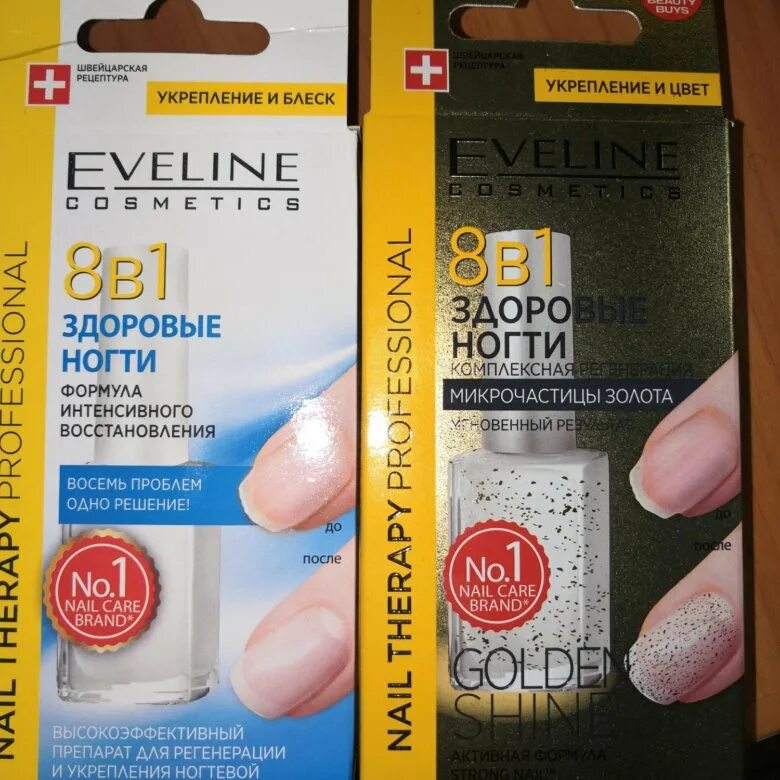 ШВЕЙЦАРСКАЯ
РЕЦЕПТУРА
УКРЕПЛЕНИЕ И БЛЕСК
EVELINE
COSMETICS
8в1
ЗДОРОВЫЕ
НОГТИ
ФОРМУЛА
ИНТЕНСИВНОГО
ВОССТАНОВЛЕНИЯ
ВОСЕМЬ ПРОБЛЕМ
ОДНО РЕШЕНИЕ!
до
после
No.1
NAIL CARE
BRAND*
ВЫСОКОЭФФЕКТИВНЫЙ
ПРЕПАРАТ ДЛЯ РЕГЕНЕРАЦИИ
И УКРЕПЛЕНИЯ НОГТЕВОЙ
NAIL THERAPY PROFESSIONAL
BEAUTY
BUYS
ШВЕЙЦАРСКАЯ
РЕЦЕПТУРА
УКРЕПЛЕНИЕ И ЦВЕТ
EVELINE
COSMETICS
8в1
ЗДОРОВЫЕ
НОГТИ
КОМПЛЕКСНАЯ РЕГЕНЕРАЦИЯ
МИКРОЧАСТИЦЫ ЗОЛОТА
МГНОВЕННЫЙ РЕЗУЛЬТАТ
до
после
No.1
NAIL CARE
BRAND*
GOLDEN
SHINE
АКТИВНАЯ ФОРМУЛА
STRONG NAIL™
NAIL THERAPY PROFESSIONAL